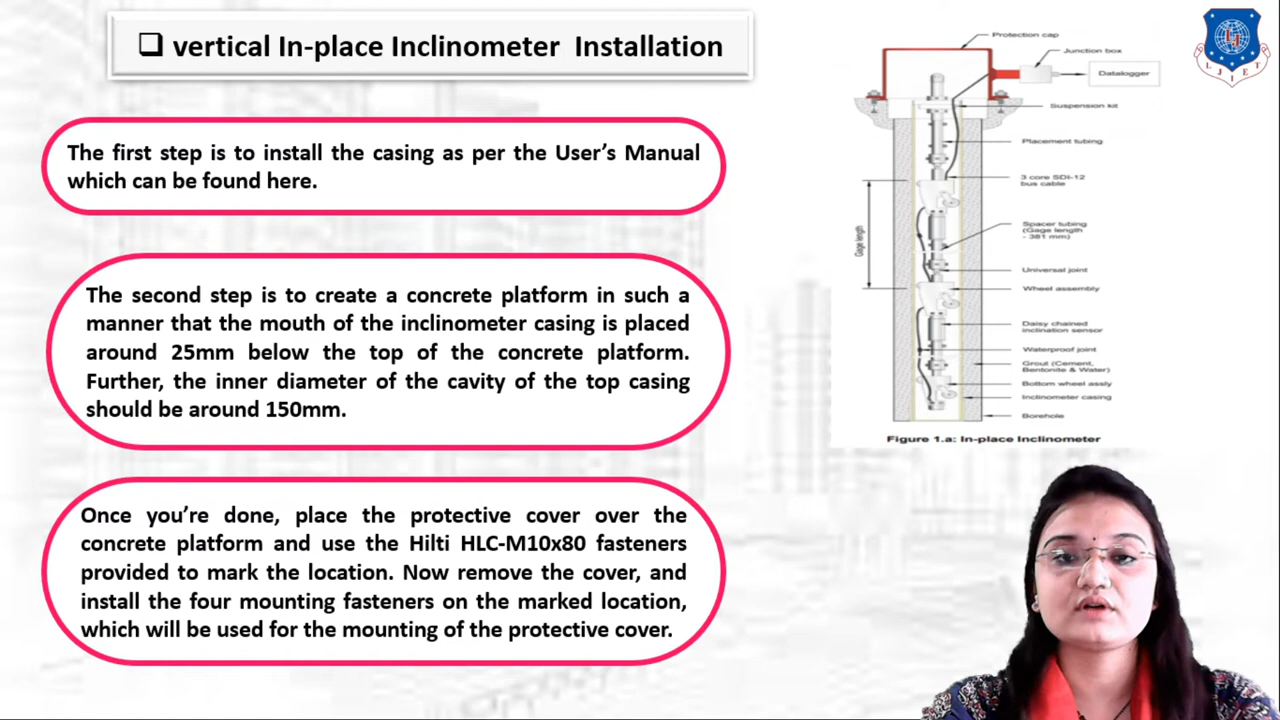 ❑ vertical In-place Inclinometer Installation
The first step is to install the casing as per the User’s Manual
which can be found here.
The second step is to create a concrete platform in such a
manner that the mouth of the inclinometer casing is placed
around 25mm below the top of the concrete platform.
Further, the inner diameter of the cavity of the top casing
should be around 150mm.
Once you’re done, place the protective cover over the
concrete platform and use the Hilti HLC-M10x80 fasteners
provided to mark the location. Now remove the cover, and
install the four mounting fasteners on the marked location,
which will be used for the mounting of the protective cover.
Protection cap
Junction box
Datalogger
Suspension kit
Placement tubing
3 core SDI-12
bus cable
Spacer tubing
(Gage length
- 381 mm)
Gage length
Universal joint
Wheel assembly
Daisy chained
inclination sensor
Waterproof joint
Grout (Cement,
Bentonite & Water)
Bottom wheel assly
Inclinometer casing
Borehole
Figure 1.a: In-place Inclinometer
LJIET